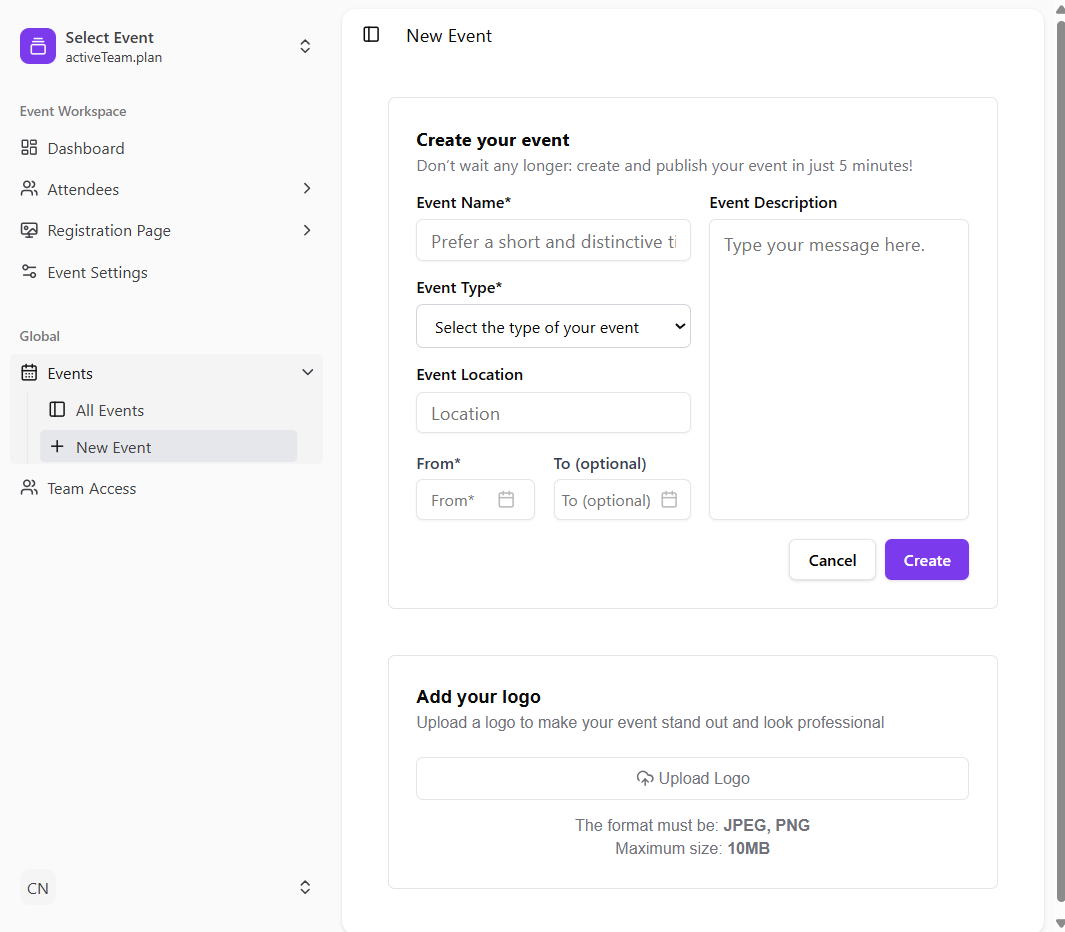 Select Event
activeTeam.plan
Event Workspace
Dashboard
Attendees
Registration Page
Event Settings
Global
Events
All Events
New Event
Team Access
CN
New Event
Create your event
Don't wait any longer: create and publish your event in just 5 minutes!
Event Name*
Prefer a short and distinctive ti
Event Type*
Select the type of your event
Event Location
Location
From*
To (optional)
From*
To (optional)
Event Description
Type your message here.
Cancel
Create
Add your logo
Upload a logo to make your event stand out and look professional
Upload Logo
The format must be: JPEG, PNG
Maximum size: 10MB